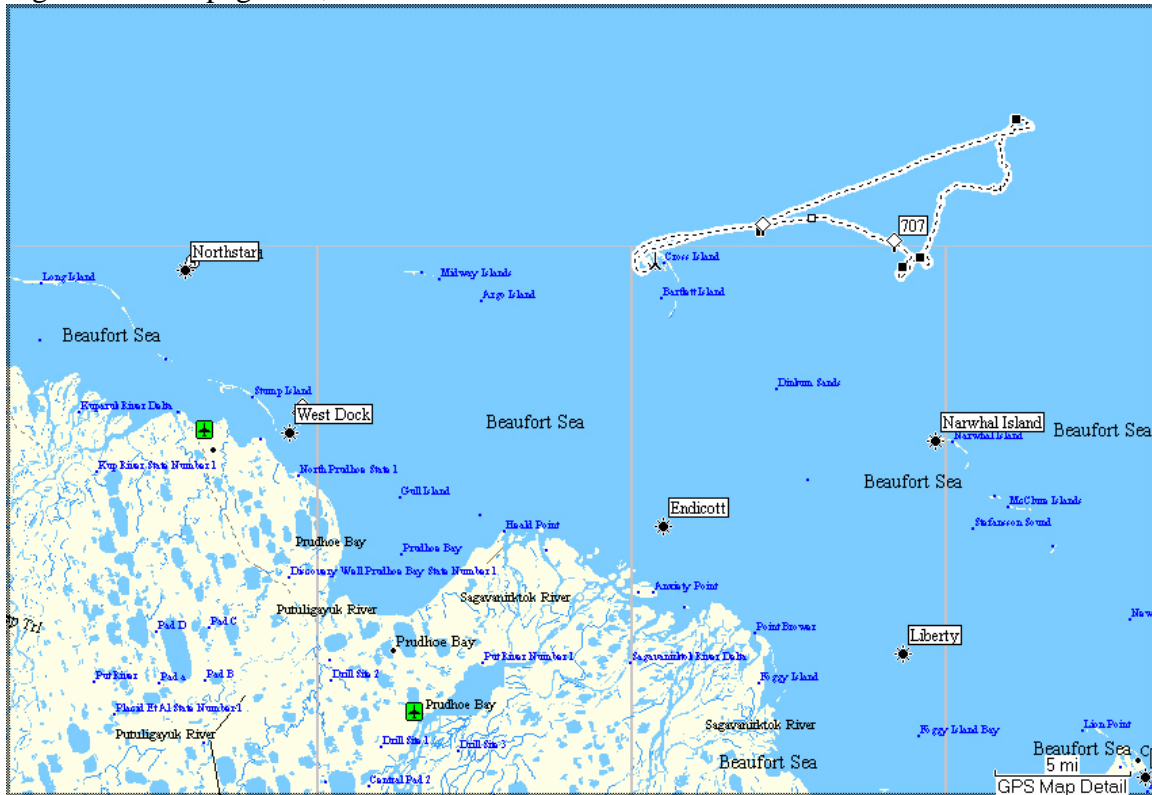 707
Northstar
Cross Island
Long Island
Midway Islands
Argo Island
Bartlett Island
Beaufort Sea
Dinkum Sands
Stump Island
Kuparuk River Delta
West Dock
Beaufort Sea
Narwhal Island
Beaufort Sea
Narwhal Island
Kup River State Number 1
North Prudhoe State 1
Beaufort Sea
Gull Island
McClure Islands
Endicott
Stefansson Sound
Heald Point
Prudhoe Bay
Prudhoe Bay
Discovery Well Prudhoe Bay State Number 1
Anxiety Point
Sagavanirktok River
Putuligayuk River
Trl
Pad D
Pad C
Point Brower
Liberty
Prudhoe Bay
Put River Number 1
Sagavanirktok River Delta
Put River
Pad A
Pad B
Drill Site 2
Foggy Island
Prudhoe Bay
Placid Et Al State Number 1
Sagavanirktok River
Lion Point
Putuligayuk River
Foggy Island Bay
Drill Site 1
Drill Site 3
Beaufort Sea
Beaufort Sea
5 mi
Central Pad 2
GPS Map Detail